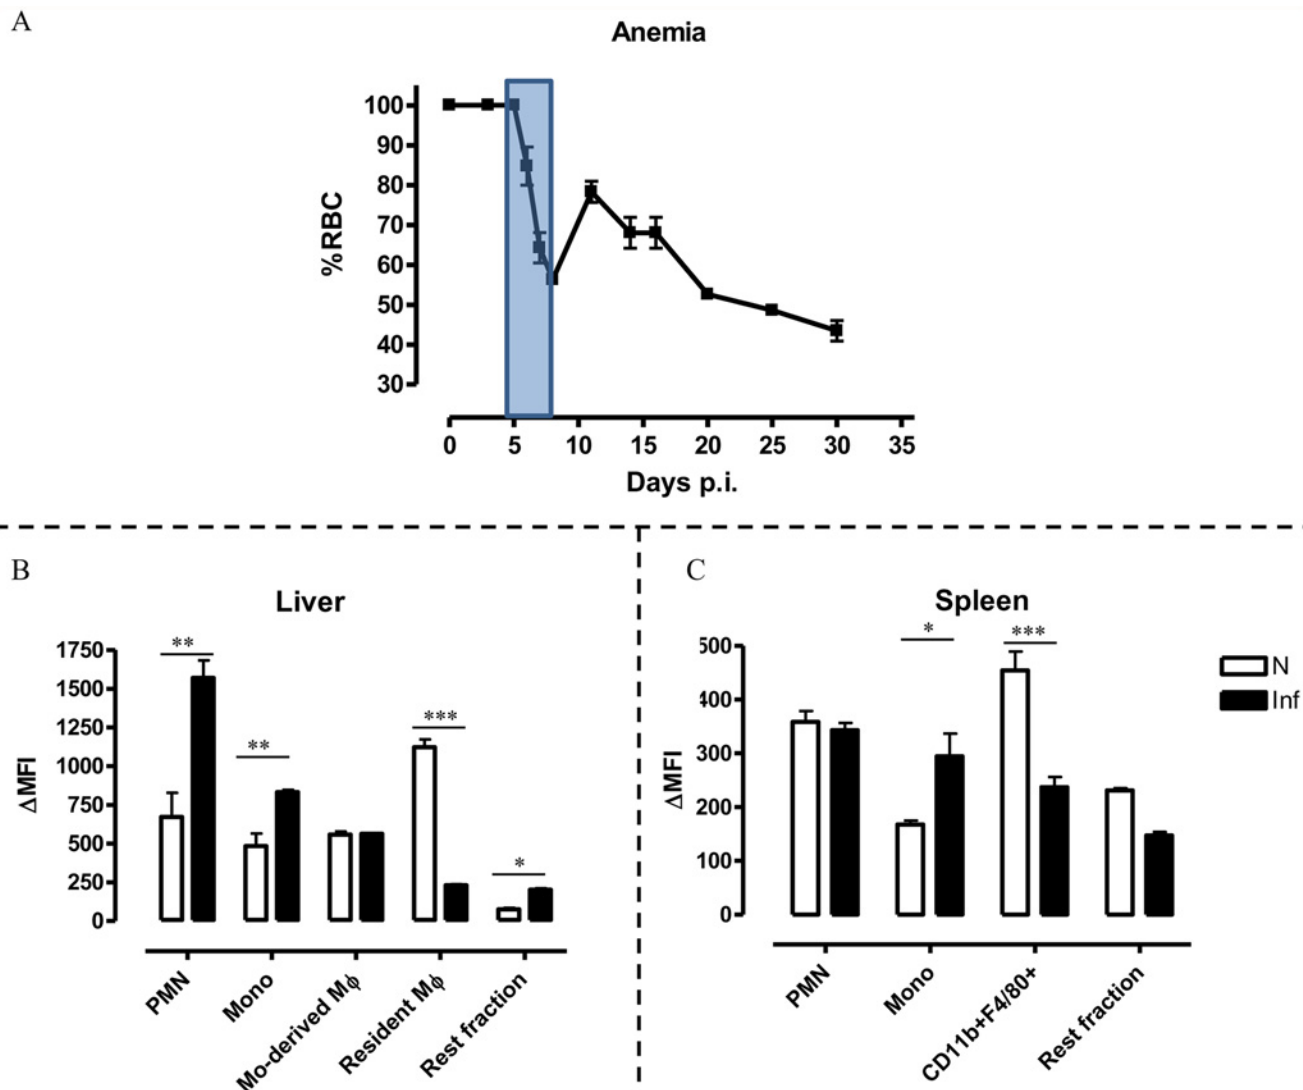 A
Anemia
%RBC
100
90
80
70
60
50
40
30
0 5 10 15 20 25 30 35
Days p.i.
B
Liver
ΔMFI
1750
1500
1250
1000
750
500
250
0
**
**
***
*
PMN
Mono
Mo-derived Mϕ
Resident Mϕ
Rest fraction
C
Spleen
ΔMFI
500
400
300
200
100
0
*
***
PMN
Mono
CD11b+F4/80+
Rest fraction
N
Inf